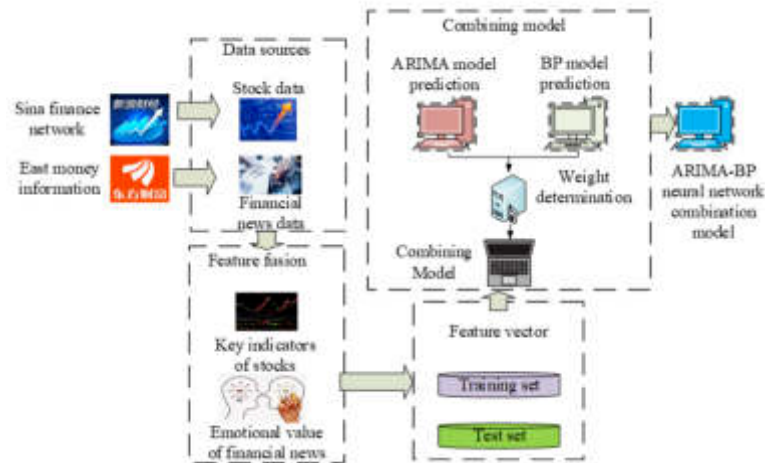 Data sources
Stock data
Sina finance
network
East money
information
Financial
news data
Feature fusion
Key indicators
of stocks
Emotional value
of financial news
Combining model
ARIMA model
prediction
BP model
prediction
Weight
determination
Combining
Model
ARIMA-BP
neural network
combination
model
Feature vector
Training set
Test set